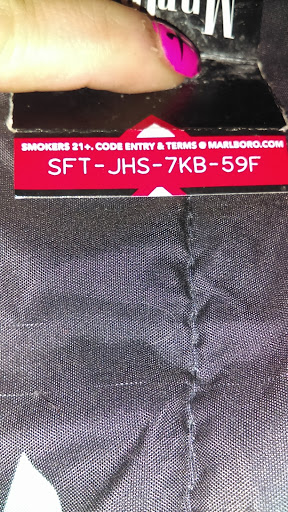 SMOKERS 21+. CODE ENTRY & TERMS @ MARLBORO.COM
SFT-JHS-7KB-59F